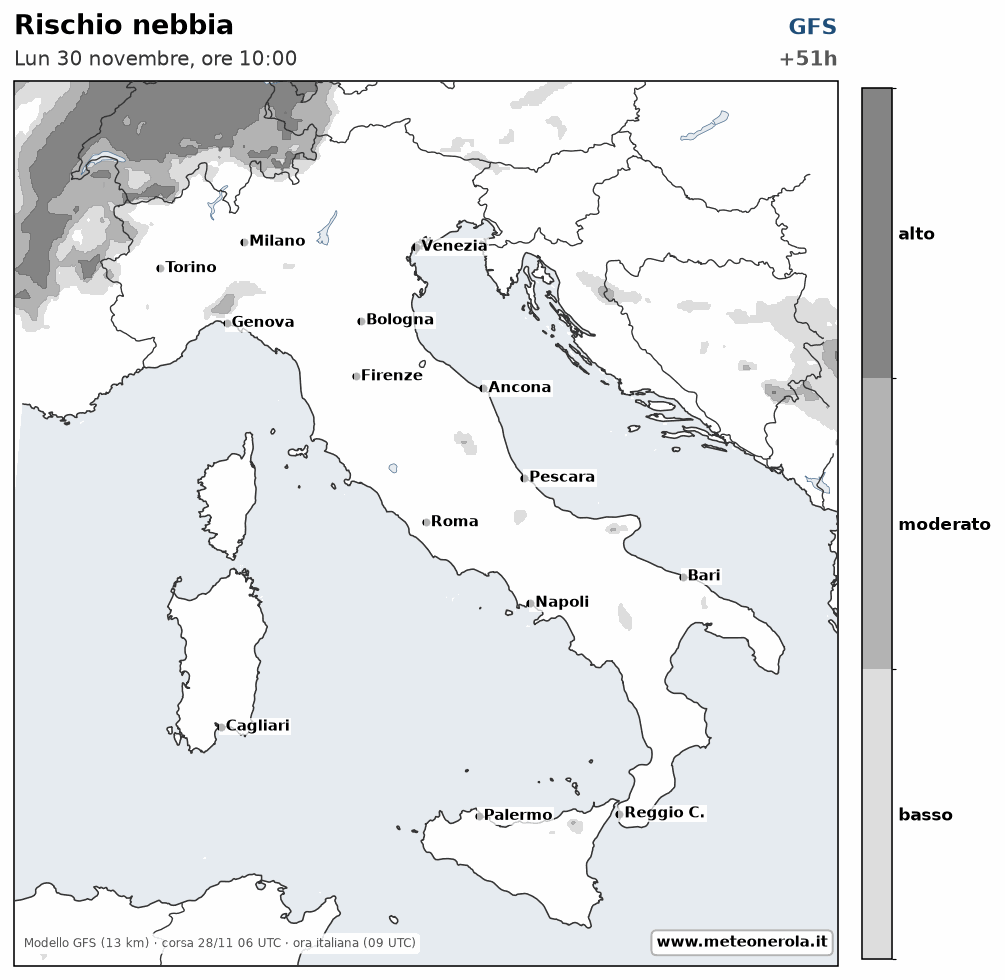 Rischio nebbia
GFS
Lun 30 novembre, ore 10:00
+51h
alto
moderato
basso
Milano
Venezia
Torino
Bologna
Genova
Firenze
Ancona
Pescara
Roma
Bari
Napoli
Cagliari
Palermo
Reggio C.
Modello GFS (13 km) · corsa 28/11 06 UTC · ora italiana (09 UTC)
www.meteonerola.it